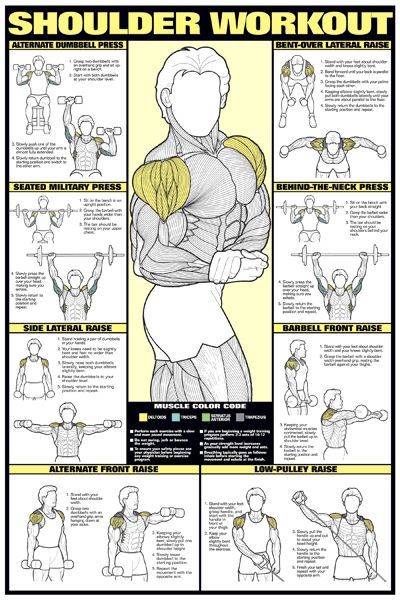 SHOULDER WORKOUT
ALTERNATE DUMBBELL PRESS
1. Grasp two dumbbells with
an overhand grip and sit up
right on a bench.
2. Start with both dumbbells
at your shoulder level.
3. Slowly push one of the
dumbbells up until your arm is
almost fully extended.
4. Slowly return dumbbell to the
starting position and switch to
the other arm.
SEATED MILITARY PRESS
1. Sit on the bench in an
upright position.
2. Grasp the barbell with
your hands wider than
your shoulders.
3. The bar should be
resting on your upper
chest.
4. Slowly press the
barbell straight up
over your head,
making sure you
exhale.
5. Slowly return to
the starting
position and
repeat.
SIDE LATERAL RAISE
1. Stand holding a pair of dumbbells
at your hands.
2. Your knees need to be slightly
bent and feet no wider than
shoulder width.
3. Slowly raise both dumbbells
laterally, keeping your elbows
slightly bent.
4. Raise the dumbbells to your
shoulder level
5. Slowly return to the
starting position and repeat.
BENT-OVER LATERAL RAISE
1. Stand with your feet about shoulder
width and knees slightly bent.
2. Bend forward until your back is parallel
to the floor.
3. Grasp the dumbbells with your palms
facing each other.
4. Keeping elbows slightly bent, slowly
pull both dumbbells laterally until your
arms are about parallel to the floor.
5. Slowly return the dumbbells to the
starting position and repeat.
BEHIND-THE-NECK PRESS
1. Sit on the bench with
your back straight.
2. Grasp the barbell wider
than your shoulders.
3. The bar should be
resting on your
shoulders behind your
neck.
4. Slowly press the
barbell straight up
over your head,
making sure you
exhale.
5. Slowly return the
barbell to the starting
position and repeat.
BARBELL FRONT RAISE
1. Stand with your feet about shoulder
width and your knees slightly bent.
2. Grasp the barbell with a shoulder
width overhand grip, resting the
barbell against your thighs.
3. Keeping your
abdominal muscles
contracted, slowly
pull the barbell up
to shoulder level.
4. Slowly return the
barbell to the
starting position
and repeat.
MUSCLE COLOR CODE
DELTOIDS
TRICEPS
SERRATUS ANTERIOR
TRAPEZIUS
Perform each exercise with a slow
and even paced movement.
Do not swing, jerk or bounce
the weight.
To ensure your safety please see
your physician before beginning
any weight training or exercise
program.
If you are beginning a weight training
program perform 2-3 sets of 10-12
repetitions.
As your strength level increases,
gradually add more weight and sets.
Breathing typically goes as follows:
inhale before starting the
movement and exhale at the finish.
ALTERNATE FRONT RAISE
1. Stand with your
feet about shoulder
width.
2. Grasp two
dumbbells with an
overhand grip, arms
hanging down at
your sides.
3. Keeping your
elbows slightly
bent, slowly pull
one dumbbell up
to shoulder height
4. Slowly lower
dumbbell to the
starting position.
5. Repeat the
movement with the
opposite arm.
LOW-PULLEY RAISE
1. Stand with your
feet about
shoulder width,
grasp the
handle, and
start with the
handle in
front of your
thigh.
2. Keep your
elbow
slightly bent
throughout
the exercise.
3. Slowly pull the
handle up and out
to about your
head height.
4. Slowly return the
handle to the
starting position
and repeat.
5. Finish your set and
repeat with your
opposite arm.